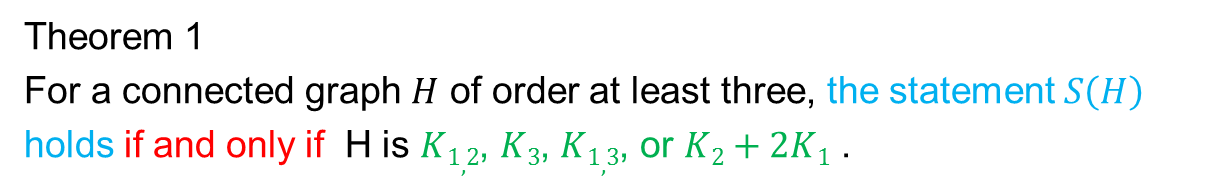 Theorem 1
For a connected graph H of order at least three, the statement S(H)
holds if and only if H is K₁,₂, K₃, K₁,₃, or K₂ + 2K₁ .